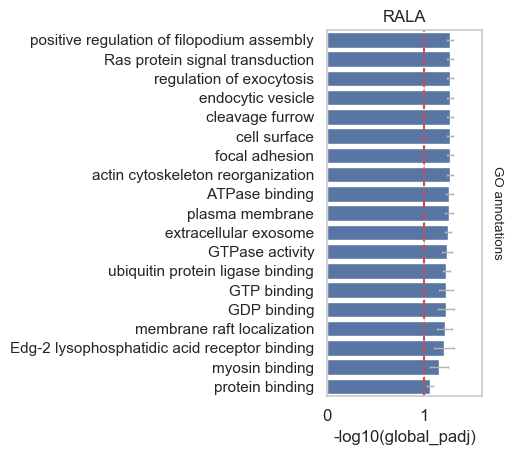 RALA
positive regulation of filopodium assembly
Ras protein signal transduction
regulation of exocytosis
endocytic vesicle
cleavage furrow
cell surface
focal adhesion
actin cytoskeleton reorganization
ATPase binding
plasma membrane
extracellular exosome
GTPase activity
ubiquitin protein ligase binding
GTP binding
GDP binding
membrane raft localization
Edg-2 lysophosphatidic acid receptor binding
myosin binding
protein binding
GO annotations
0 1
-log10(global_padj)